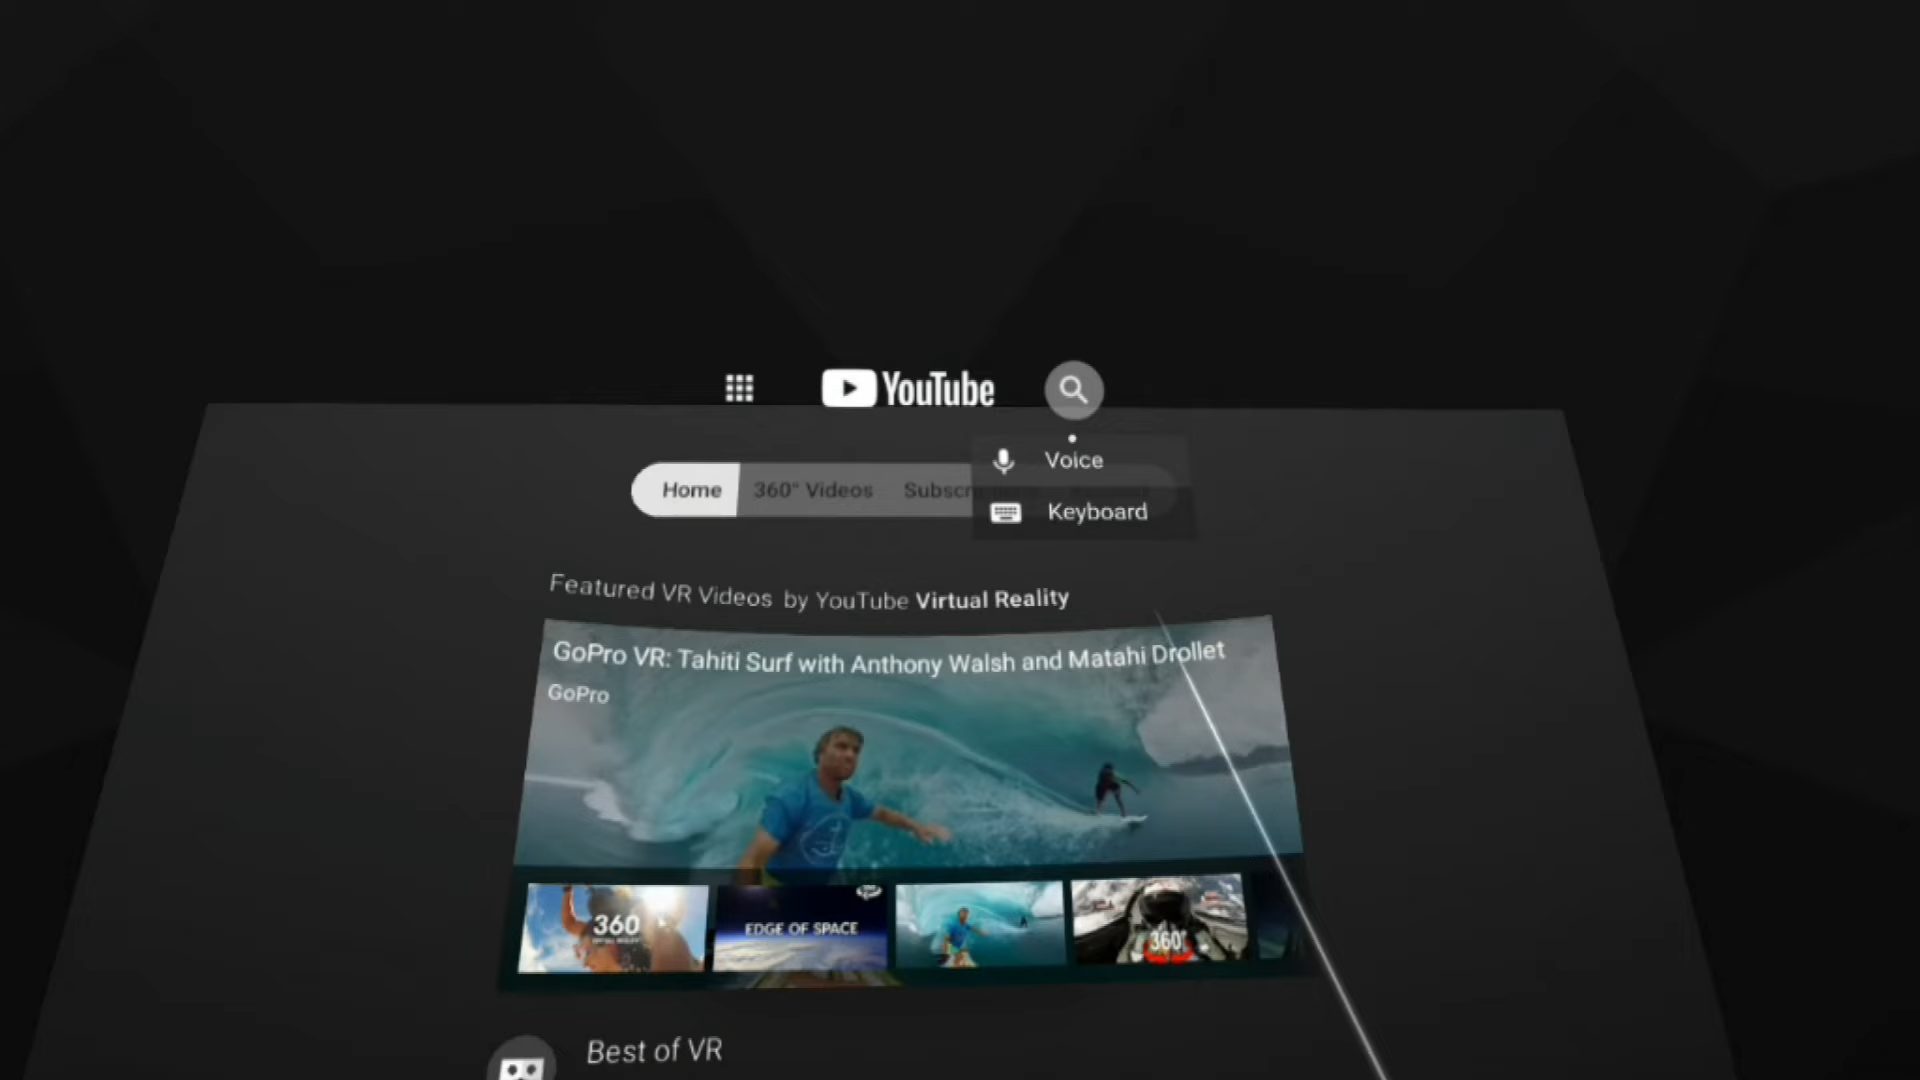 YouTube
Voice
Home 360° Videos
Keyboard
Featured VR Videos by YouTube Virtual Reality
GoPro VR: Tahiti Surf with Anthony Walsh and Matahi Drollet
GoPro
360
EDGE OF SPACE
360°
Best of VR